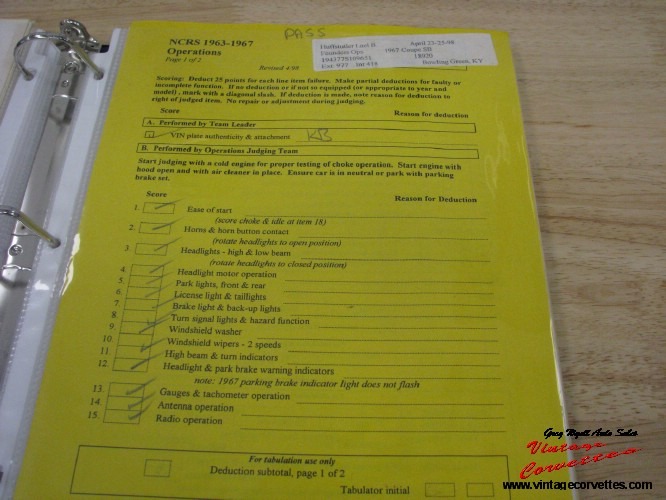 PASS
NCRS 1963-1967
Operations
Page 1 of 2
Revised 4/98
April 23-25-98
1967 Coupe SB
Bowling Green, KY
Scoring: Deduct 25 points for each line item failure. Make partial deductions for faulty or
incomplete function. If no deduction or if not so equipped (or appropriate to year and
model), mark with a diagonal slash. If deduction is made, note reason for deduction to
right of judged item. No repair or adjustment during judging.
Score Reason for deduction
A. Performed by Team Leader
VIN plate authenticity & attachment KB
B. Performed by Operations Judging Team
Start judging with a cold engine for proper testing of choke operation. Start engine with
hood open and with air cleaner in place. Ensure car is in neutral or park with parking
brake set.
Score Reason for Deduction
1. Ease of start
(score choke & idle at item 18)
2. Horns & horn button contact
(rotate headlights to open position)
3. Headlights - high & low beam
(rotate headlights to closed position)
4. Headlight motor operation
5. Park lights, front & rear
6. License light & taillights
7. Brake light & back-up lights
8. Turn signal lights & hazard function
9. Windshield washer
10. Windshield wipers - 2 speeds
11. High beam & turn indicators
12. Headlight & park brake warning indicators
note: 1967 parking brake indicator light does not flash
13. Gauges & tachometer operation
14. Antenna operation
15. Radio operation
For tabulation use only
Deduction subtotal, page 1 of 2
Tabulator initial
Greg Wyatt Auto Sales
Vintage
Corvettes
www.vintagecorvettes.com